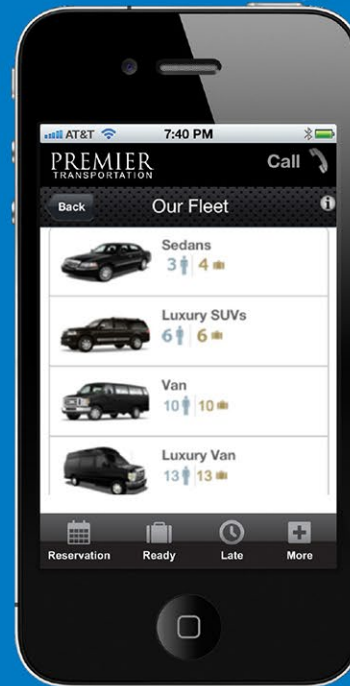 AT&T 7:40 PM
PREMIER Call
TRANSPORTATION
Back Our Fleet i
Sedans
3 4
Luxury SUVs
6 6
Van
10 10
Luxury Van
13 13
Reservation Ready Late More